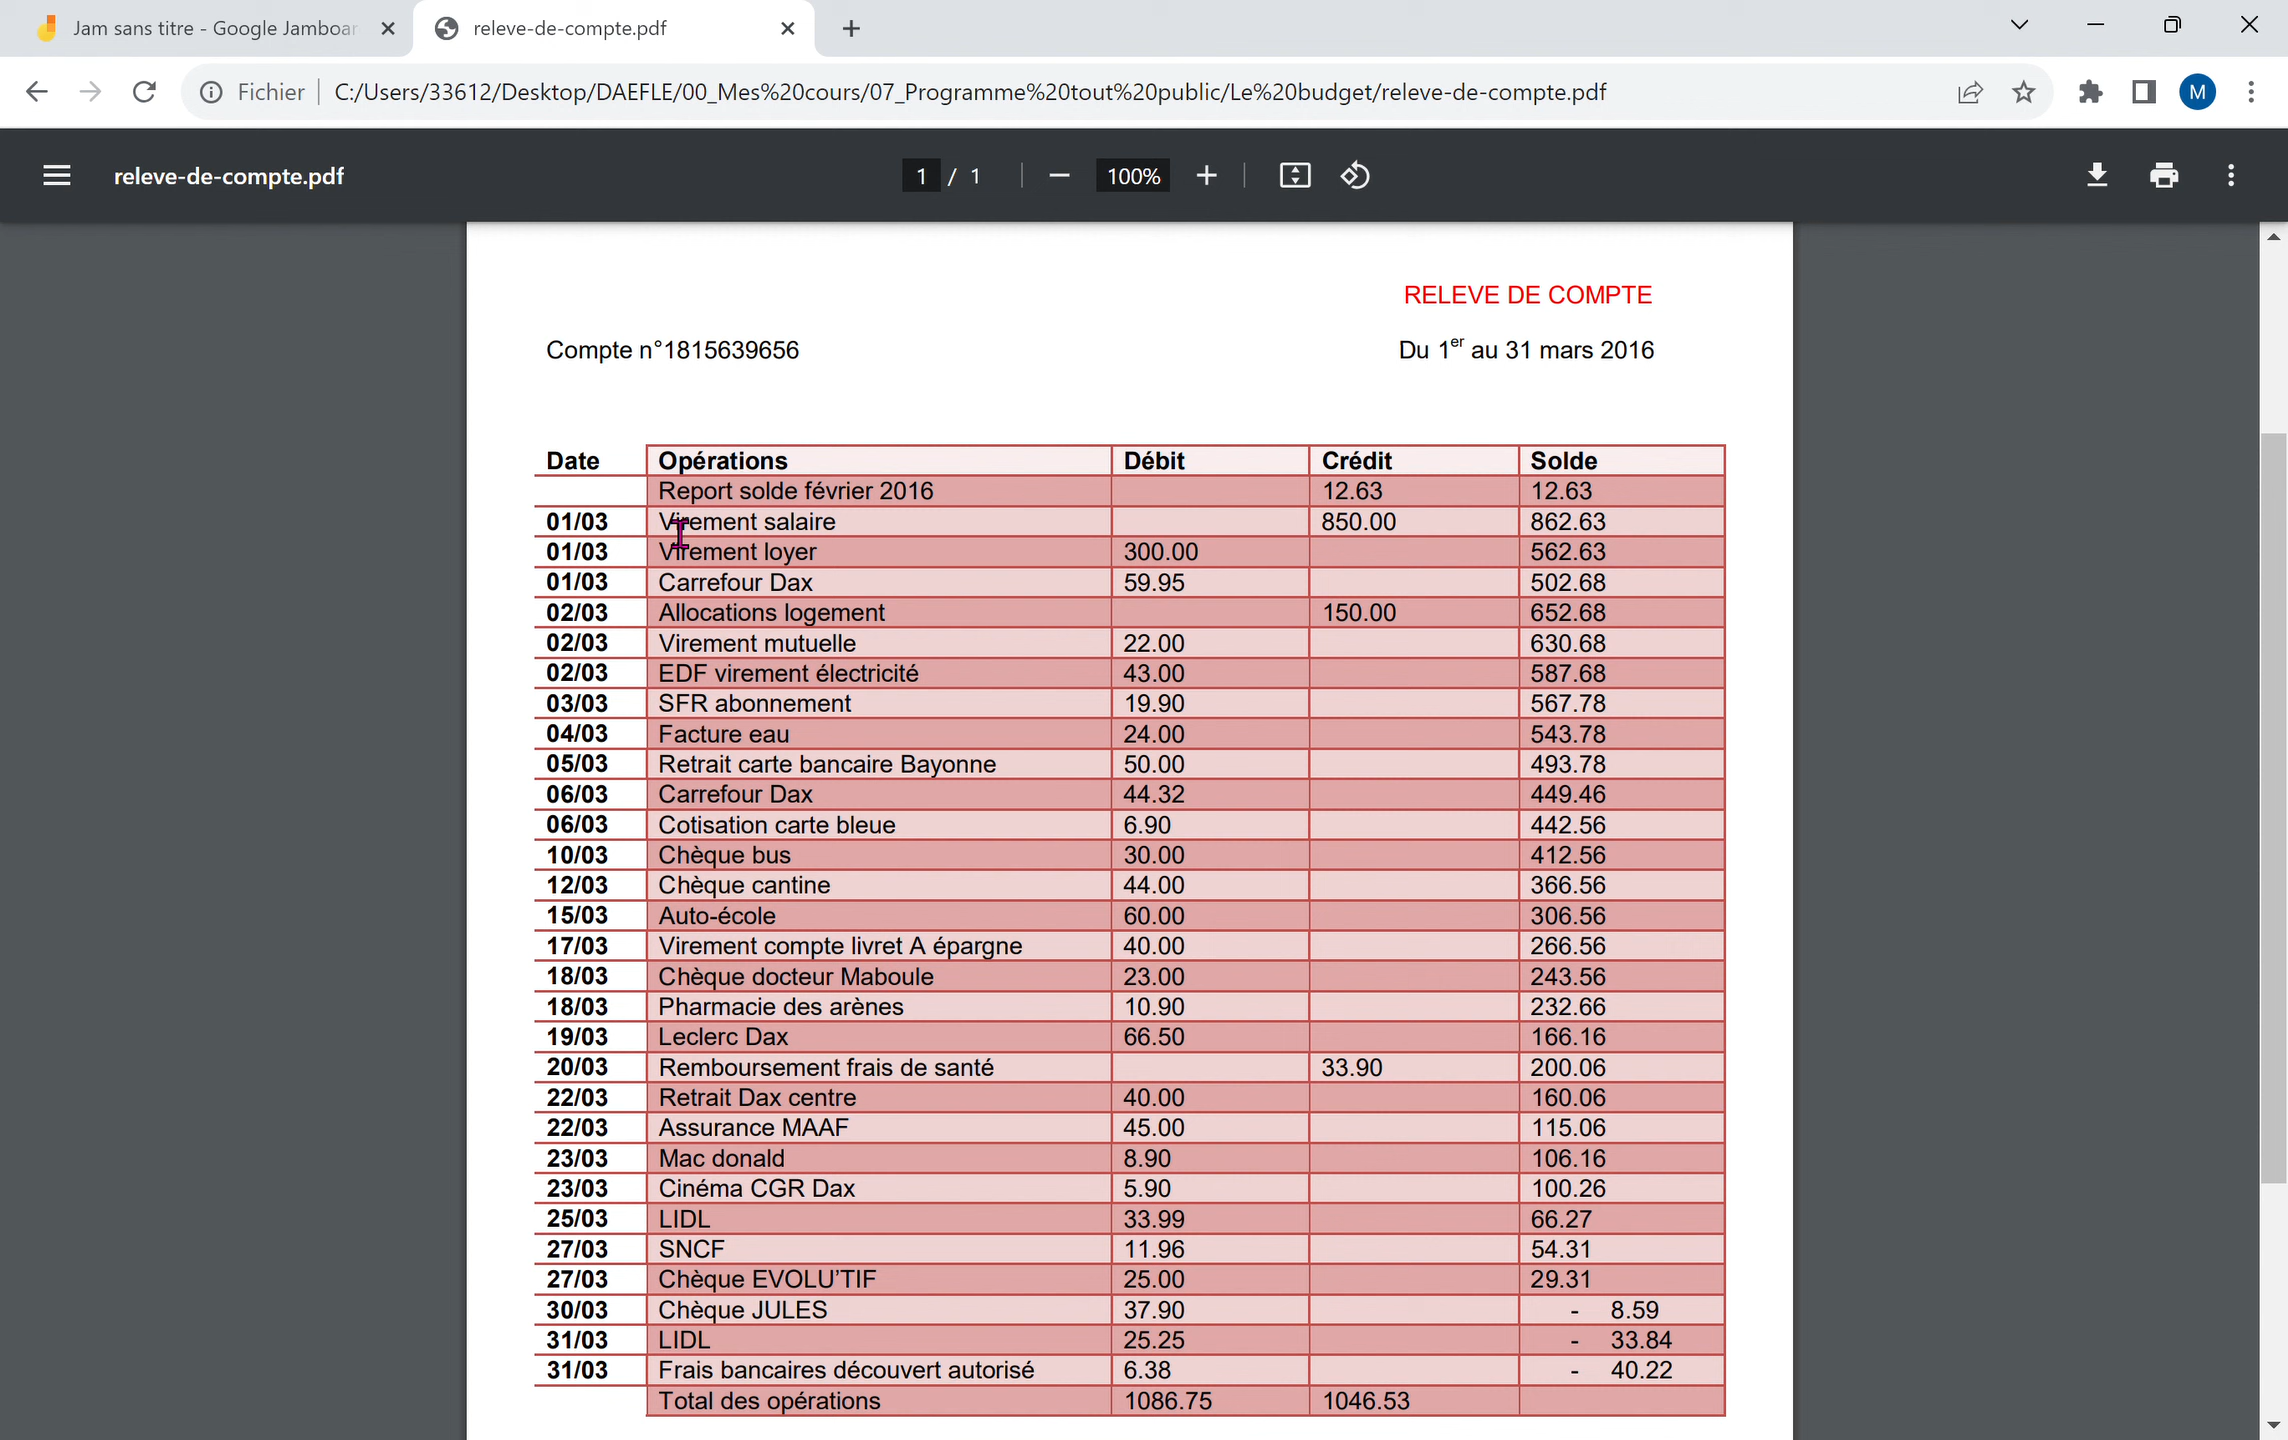 Jam sans titre - Google Jamboar
releve-de-compte.pdf
Fichier C:/Users/33612/Desktop/DAEFLE/00_Mes%20cours/07_Programme%20tout%20public/Le%20budget/releve-de-compte.pdf
M
releve-de-compte.pdf 1 / 1 100%
RELEVE DE COMPTE
Compte n°1815639656 Du 1er au 31 mars 2016
Date Opérations Débit Crédit Solde
Report solde février 2016 12.63 12.63
01/03 Virement salaire 850.00 862.63
01/03 Virement loyer 300.00 562.63
01/03 Carrefour Dax 59.95 502.68
02/03 Allocations logement 150.00 652.68
02/03 Virement mutuelle 22.00 630.68
02/03 EDF virement électricité 43.00 587.68
03/03 SFR abonnement 19.90 567.78
04/03 Facture eau 24.00 543.78
05/03 Retrait carte bancaire Bayonne 50.00 493.78
06/03 Carrefour Dax 44.32 449.46
06/03 Cotisation carte bleue 6.90 442.56
10/03 Chèque bus 30.00 412.56
12/03 Chèque cantine 44.00 366.56
15/03 Auto-école 60.00 306.56
17/03 Virement compte livret A épargne 40.00 266.56
18/03 Chèque docteur Maboule 23.00 243.56
18/03 Pharmacie des arènes 10.90 232.66
19/03 Leclerc Dax 66.50 166.16
20/03 Remboursement frais de santé 33.90 200.06
22/03 Retrait Dax centre 40.00 160.06
22/03 Assurance MAAF 45.00 115.06
23/03 Mac donald 8.90 106.16
23/03 Cinéma CGR Dax 5.90 100.26
25/03 LIDL 33.99 66.27
27/03 SNCF 11.96 54.31
27/03 Chèque EVOLU’TIF 25.00 29.31
30/03 Chèque JULES 37.90 - 8.59
31/03 LIDL 25.25 - 33.84
31/03 Frais bancaires découvert autorisé 6.38 - 40.22
Total des opérations 1086.75 1046.53